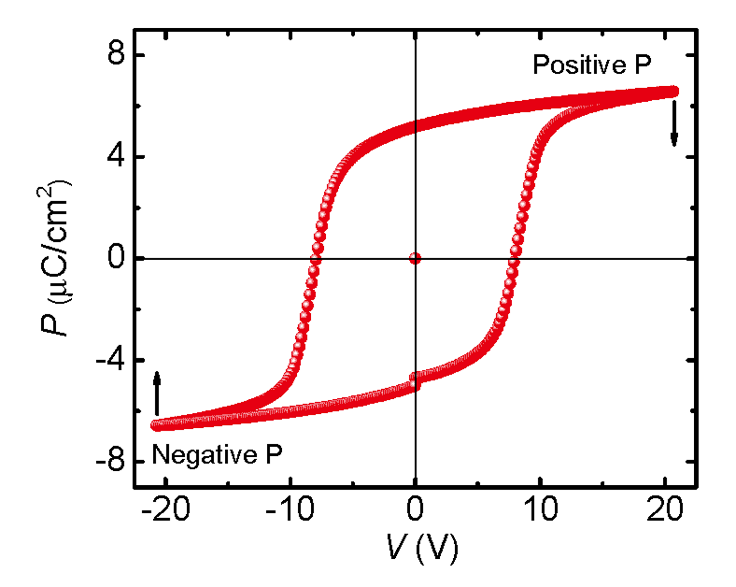 8
Positive P
4
P (μC/cm²)
0
-4
Negative P
-8
-20 -10 0 10 20
V (V)